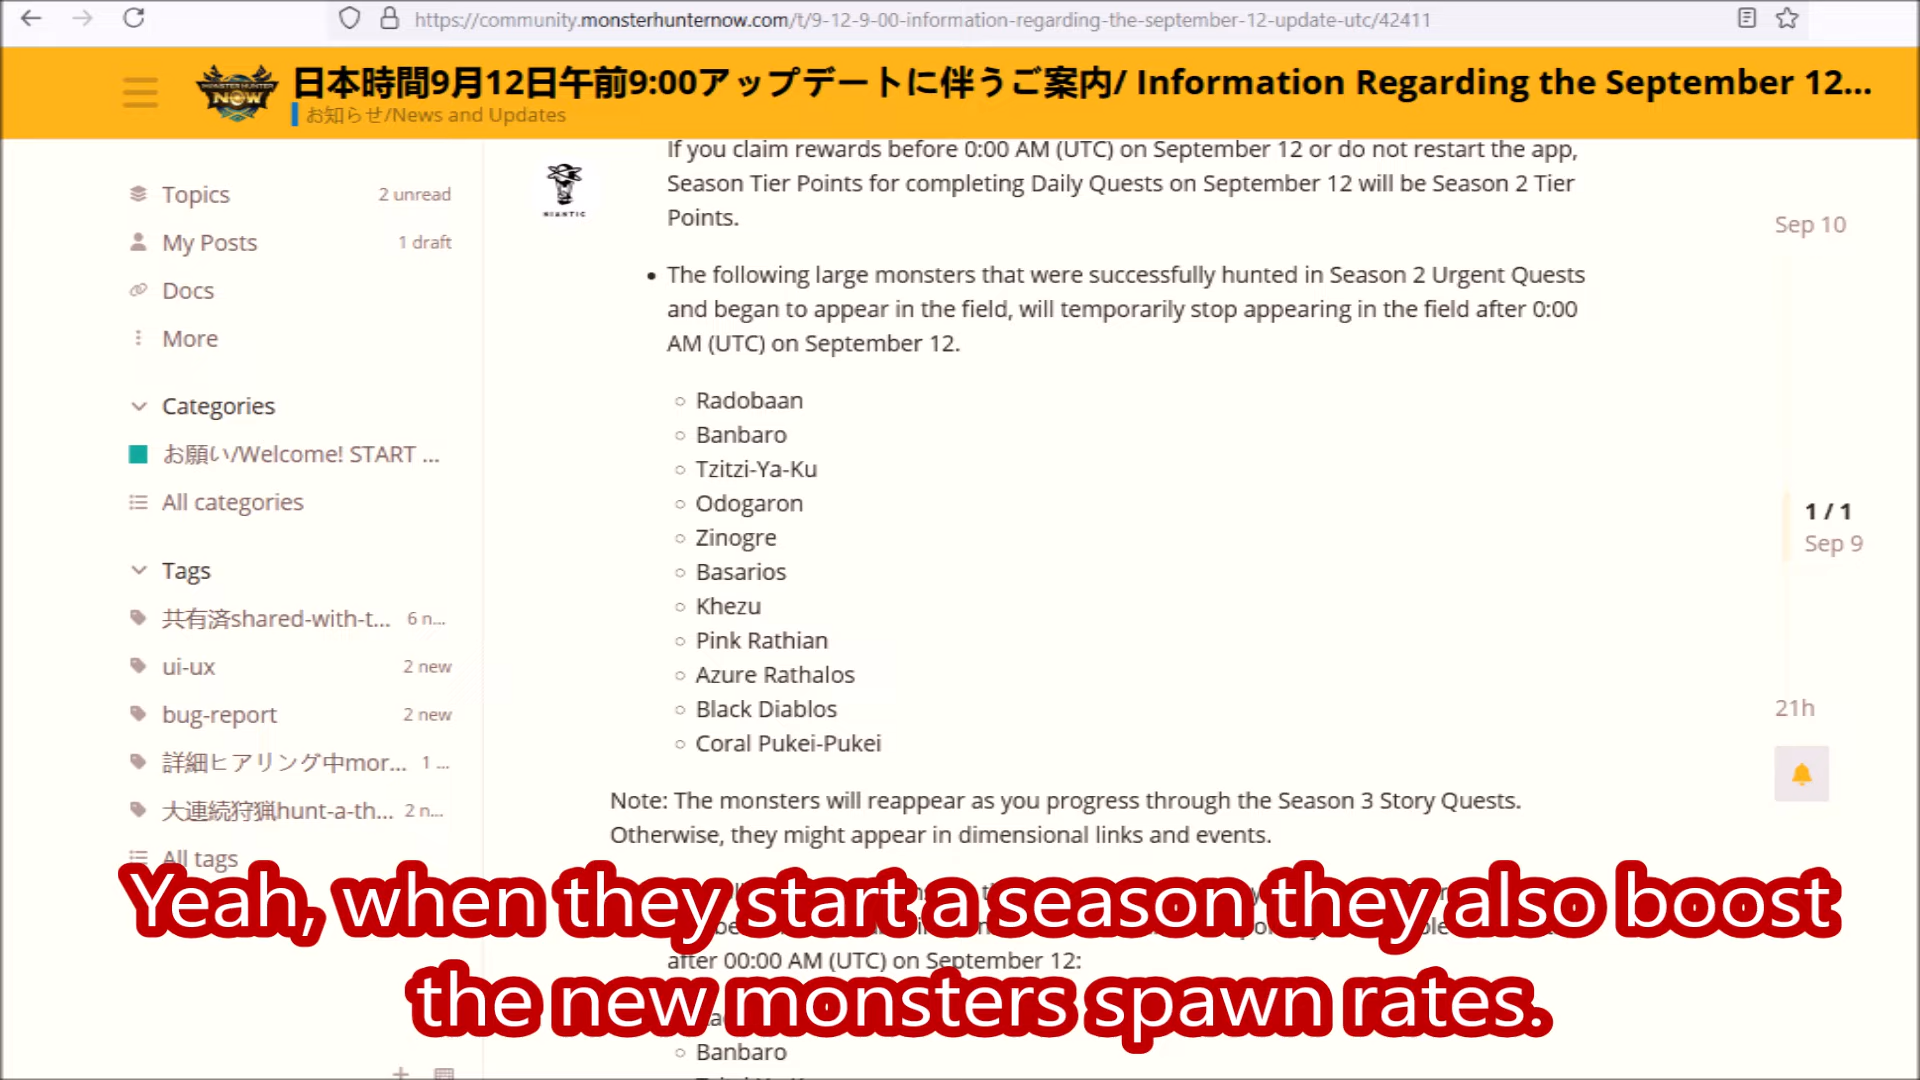 https://community.monsterhunternow.com/t/9-12-9-00-information-regarding-the-september-12-update-utc/42411
MONSTER HUNTER
NOW
日本時間9月12日午前9:00アップデートに伴うご案内/ Information Regarding the September 12...
お知らせ/News and Updates
Topics 2 unread
My Posts 1 draft
Docs
More
Categories
お願い/Welcome! START ...
All categories
Tags
共有済shared-with-t... 6 n...
ui-ux 2 new
bug-report 2 new
詳細ヒアリング中mor... 1 ...
大連続狩猟hunt-a-th... 2 n...
All tags
NIANTIC
If you claim rewards before 0:00 AM (UTC) on September 12 or do not restart the app,
Season Tier Points for completing Daily Quests on September 12 will be Season 2 Tier
Points.
The following large monsters that were successfully hunted in Season 2 Urgent Quests
and began to appear in the field, will temporarily stop appearing in the field after 0:00
AM (UTC) on September 12.
Radobaan
Banbaro
Tzitzi-Ya-Ku
Odogaron
Zinogre
Basarios
Khezu
Pink Rathian
Azure Rathalos
Black Diablos
Coral Pukei-Pukei
Note: The monsters will reappear as you progress through the Season 3 Story Quests.
Otherwise, they might appear in dimensional links and events.
after 00:00 AM (UTC) on September 12:
Banbaro
Sep 10
1 / 1
Sep 9
21h
Yeah, when they start a season they also boost
the new monsters spawn rates.